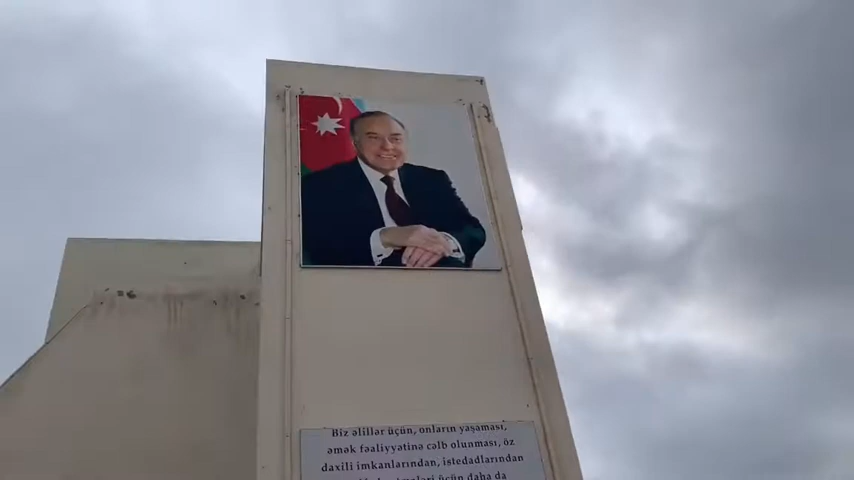 Biz əlillər üçün, onların yaşaması,
əmək fəaliyyətinə cəlb olunması, öz
daxili imkanlarından, istedadlarından
üçün daha da